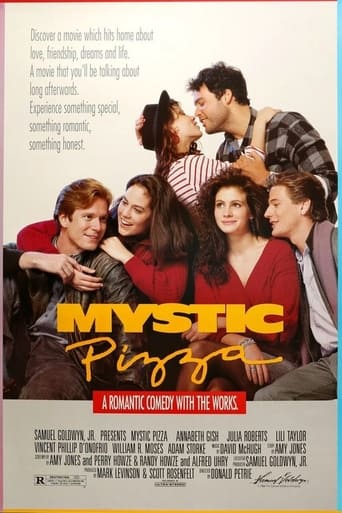 Discover a movie which hits home about
love, friendship, dreams and life.
A movie that you'll be talking about
long afterwards.
Experience something special,
something romantic,
something honest.
MYSTIC
Pizza
A ROMANTIC COMEDY WITH THE WORKS.
SAMUEL GOLDWYN, JR. PRESENTS MYSTIC PIZZA ANNABETH GISH JULIA ROBERTS LILI TAYLOR
VINCENT PHILLIP D'ONOFRIO WILLIAM R. MOSES ADAM STORKE MUSIC BY DAVID McHUGH STORY BY AMY JONES
SCREENPLAY BY AMY JONES and PERRY HOWZE & RANDY HOWZE and ALFRED UHRY EXECUTIVE PRODUCER SAMUEL GOLDWYN, JR.
R PRODUCED BY MARK LEVINSON & SCOTT ROSENFELT DIRECTED BY DONALD PETRIE